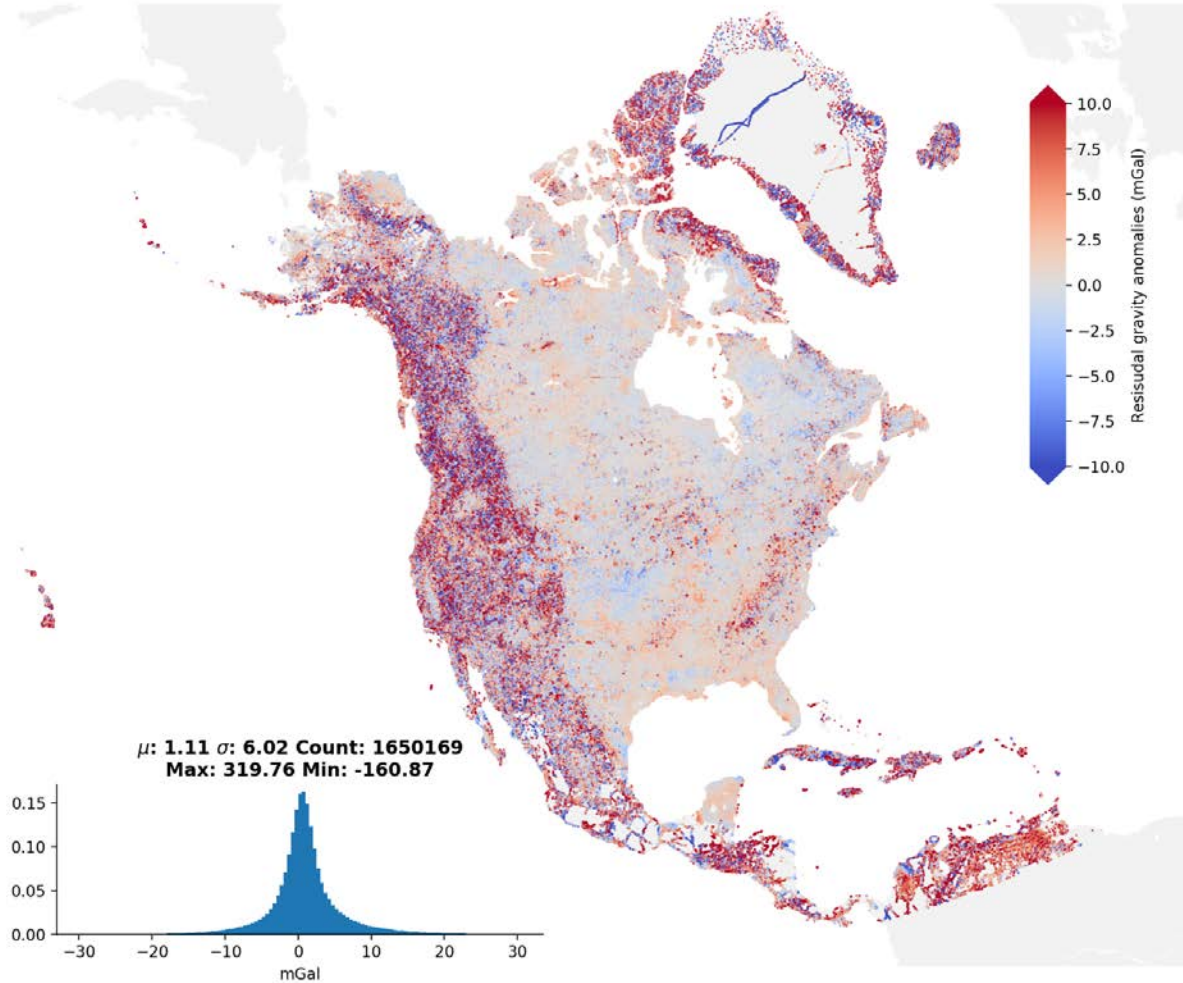 10.0
7.5
5.0
2.5
0.0
−2.5
−5.0
−7.5
−10.0
Resisudal gravity anomalies (mGal)
μ: 1.11 σ: 6.02 Count: 1650169
Max: 319.76 Min: -160.87
0.15
0.10
0.05
0.00
−30 −20 −10 0 10 20 30
mGal